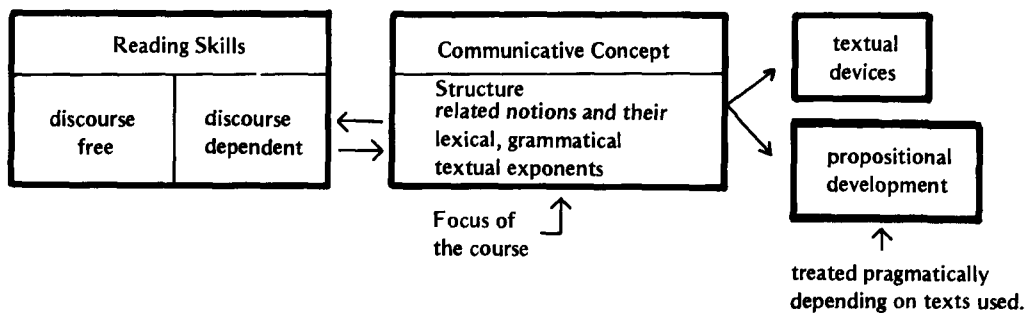 Reading Skills
discourse
free
discourse
dependent
Communicative Concept
Structure
related notions and their
lexical, grammatical
textual exponents
Focus of
the course
textual
devices
propositional
development
treated pragmatically
depending on texts used.